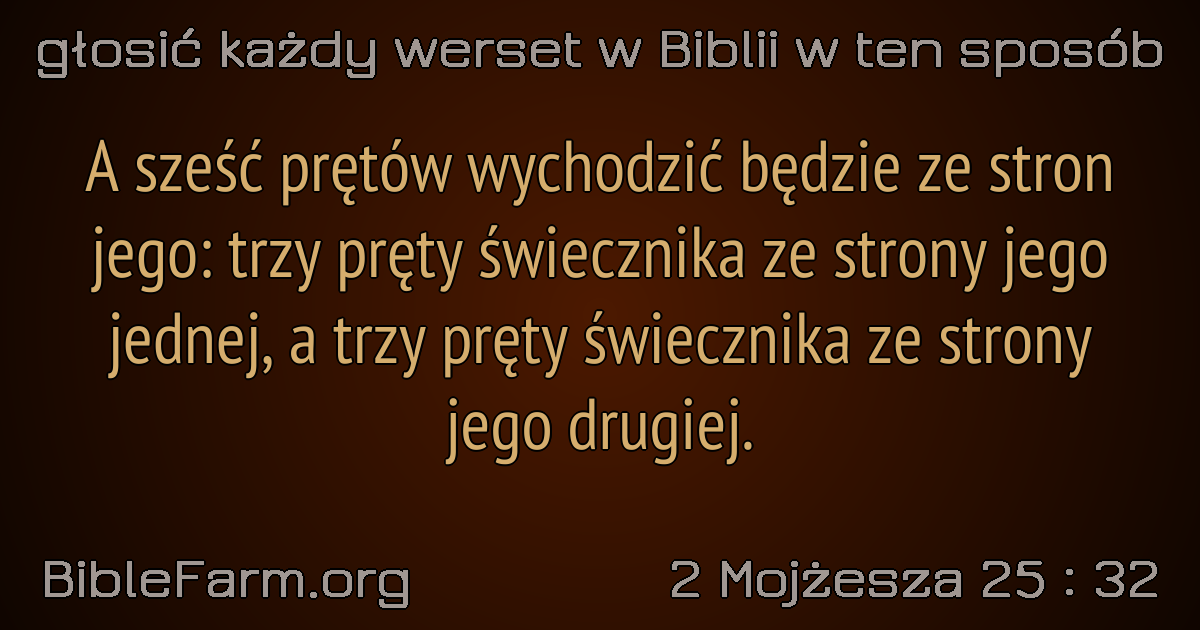 głosić każdy werset w Biblii w ten sposób
A sześć prętów wychodzić będzie ze stron
jego: trzy pręty świecznika ze strony jego
jednej, a trzy pręty świecznika ze strony
jego drugiej.
BibleFarm.org
2 Mojżesza 25 : 32